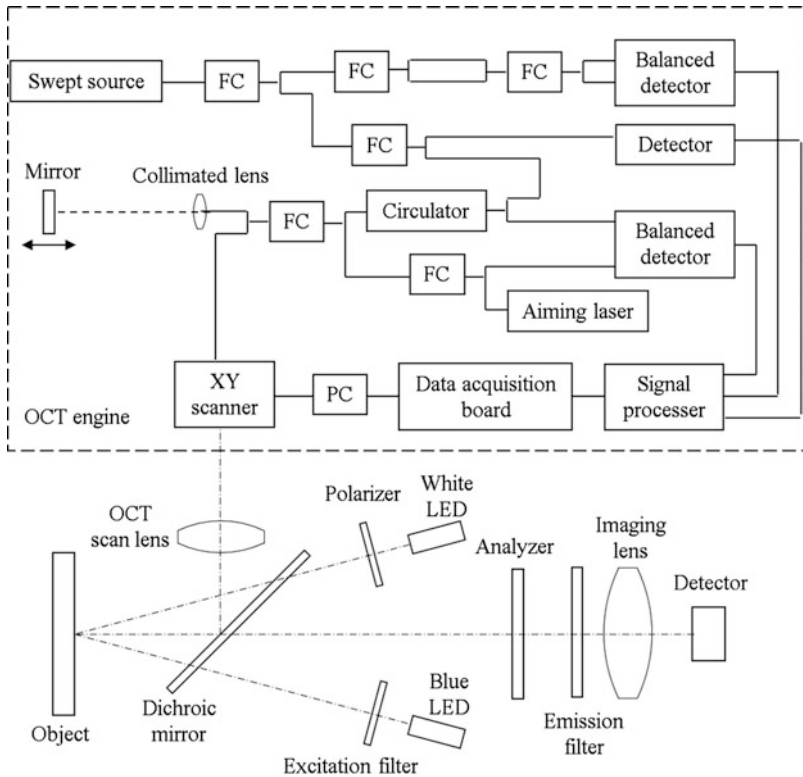 Swept source
FC
FC
FC
Balanced
detector
FC
Detector
Mirror
Collimated lens
FC
Circulator
Balanced
detector
FC
Aiming laser
XY
scanner
PC
Data acquisition
board
Signal
processer
OCT engine
OCT
scan lens
Polarizer
White
LED
Analyzer
Imaging
lens
Detector
Object
Dichroic
mirror
Excitation filter
Blue
LED
Emission
filter